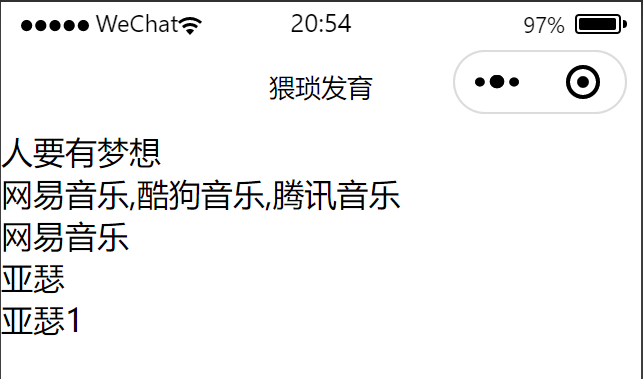 WeChat 20:54 97%
猥琐发育
人要有梦想
网易音乐,酷狗音乐,腾讯音乐
网易音乐
亚瑟
亚瑟1